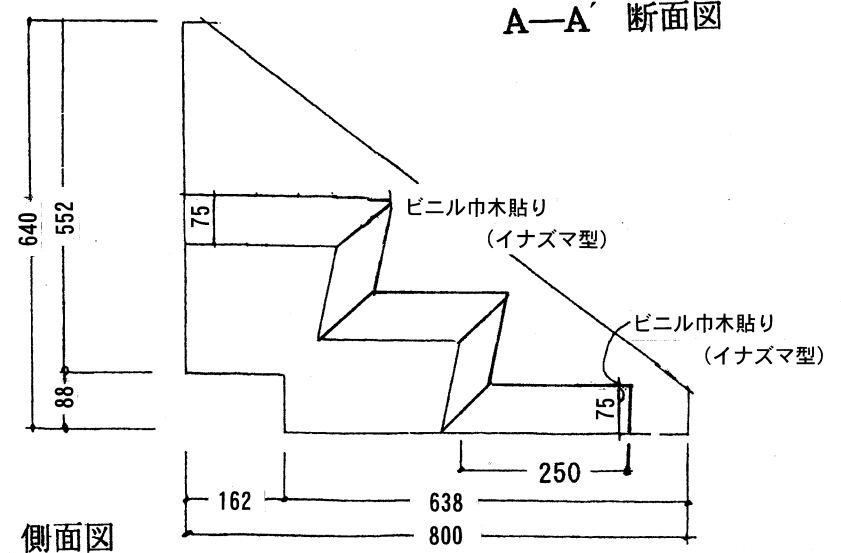 A—A′ 断面図
75
ビニル巾木貼り
(イナズマ型)
640
552
ビニル巾木貼り
(イナズマ型)
88
75
250
162
638
側面図
800